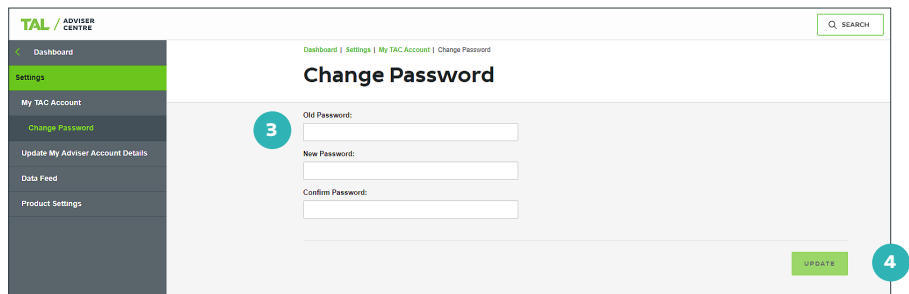 TAL / ADVISER CENTRE
SEARCH
Dashboard
Settings
My TAC Account
Change Password
Update My Adviser Account Details
Data Feed
Product Settings
Dashboard | Settings | My TAC Account | Change Password
Change Password
3
Old Password:
New Password:
Confirm Password:
UPDATE
4